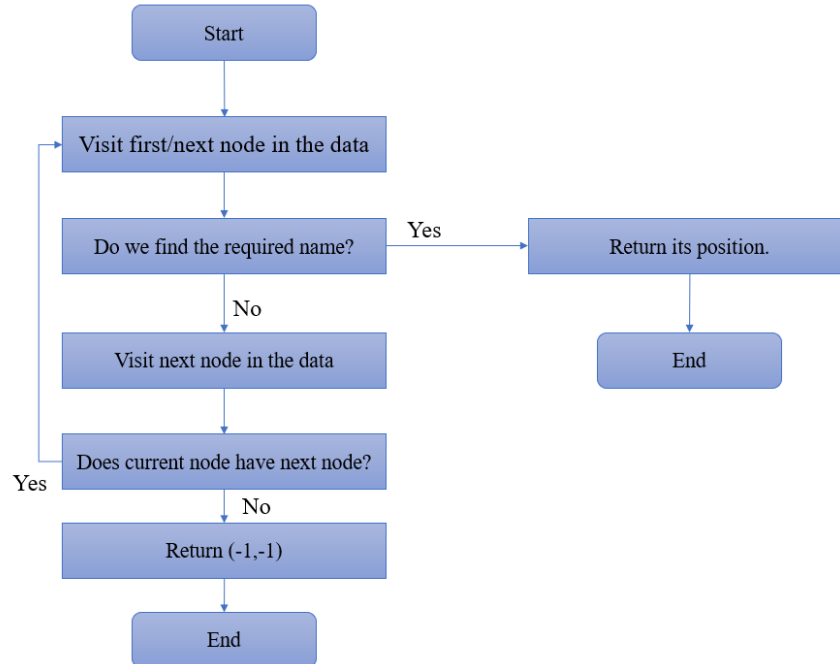 Start
Visit first/next node in the data
Do we find the required name?
Yes
Return its position.
No
Visit next node in the data
End
Does current node have next node?
Yes
No
Return (-1,-1)
End